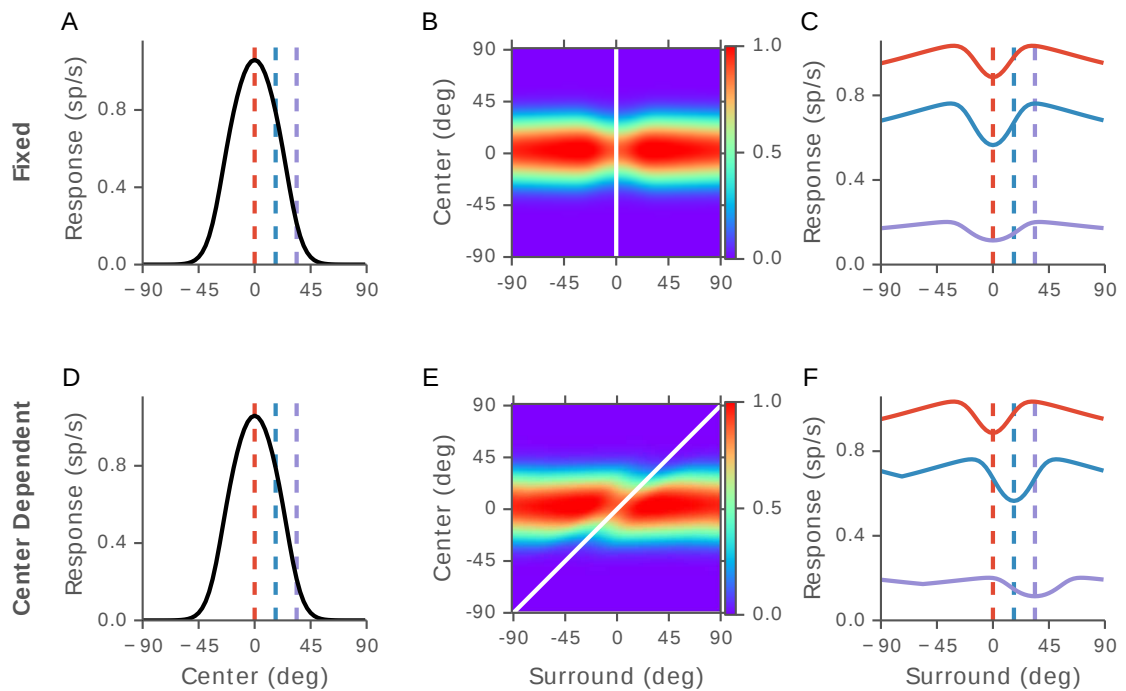 A
B
C
Fixed
Response (sp/s)
0.8
0.4
0.0
−90 −45 0 45 90
Center (deg)
90
45
0
-45
-90
-90 -45 0 45 90
1.0
0.5
0.0
Response (sp/s)
0.8
0.4
0.0
−90 −45 0 45 90
D
E
F
Center Dependent
Response (sp/s)
0.8
0.4
0.0
−90 −45 0 45 90
Center (deg)
Center (deg)
90
45
0
-45
-90
-90 -45 0 45 90
Surround (deg)
1.0
0.5
0.0
Response (sp/s)
0.8
0.4
0.0
−90 −45 0 45 90
Surround (deg)